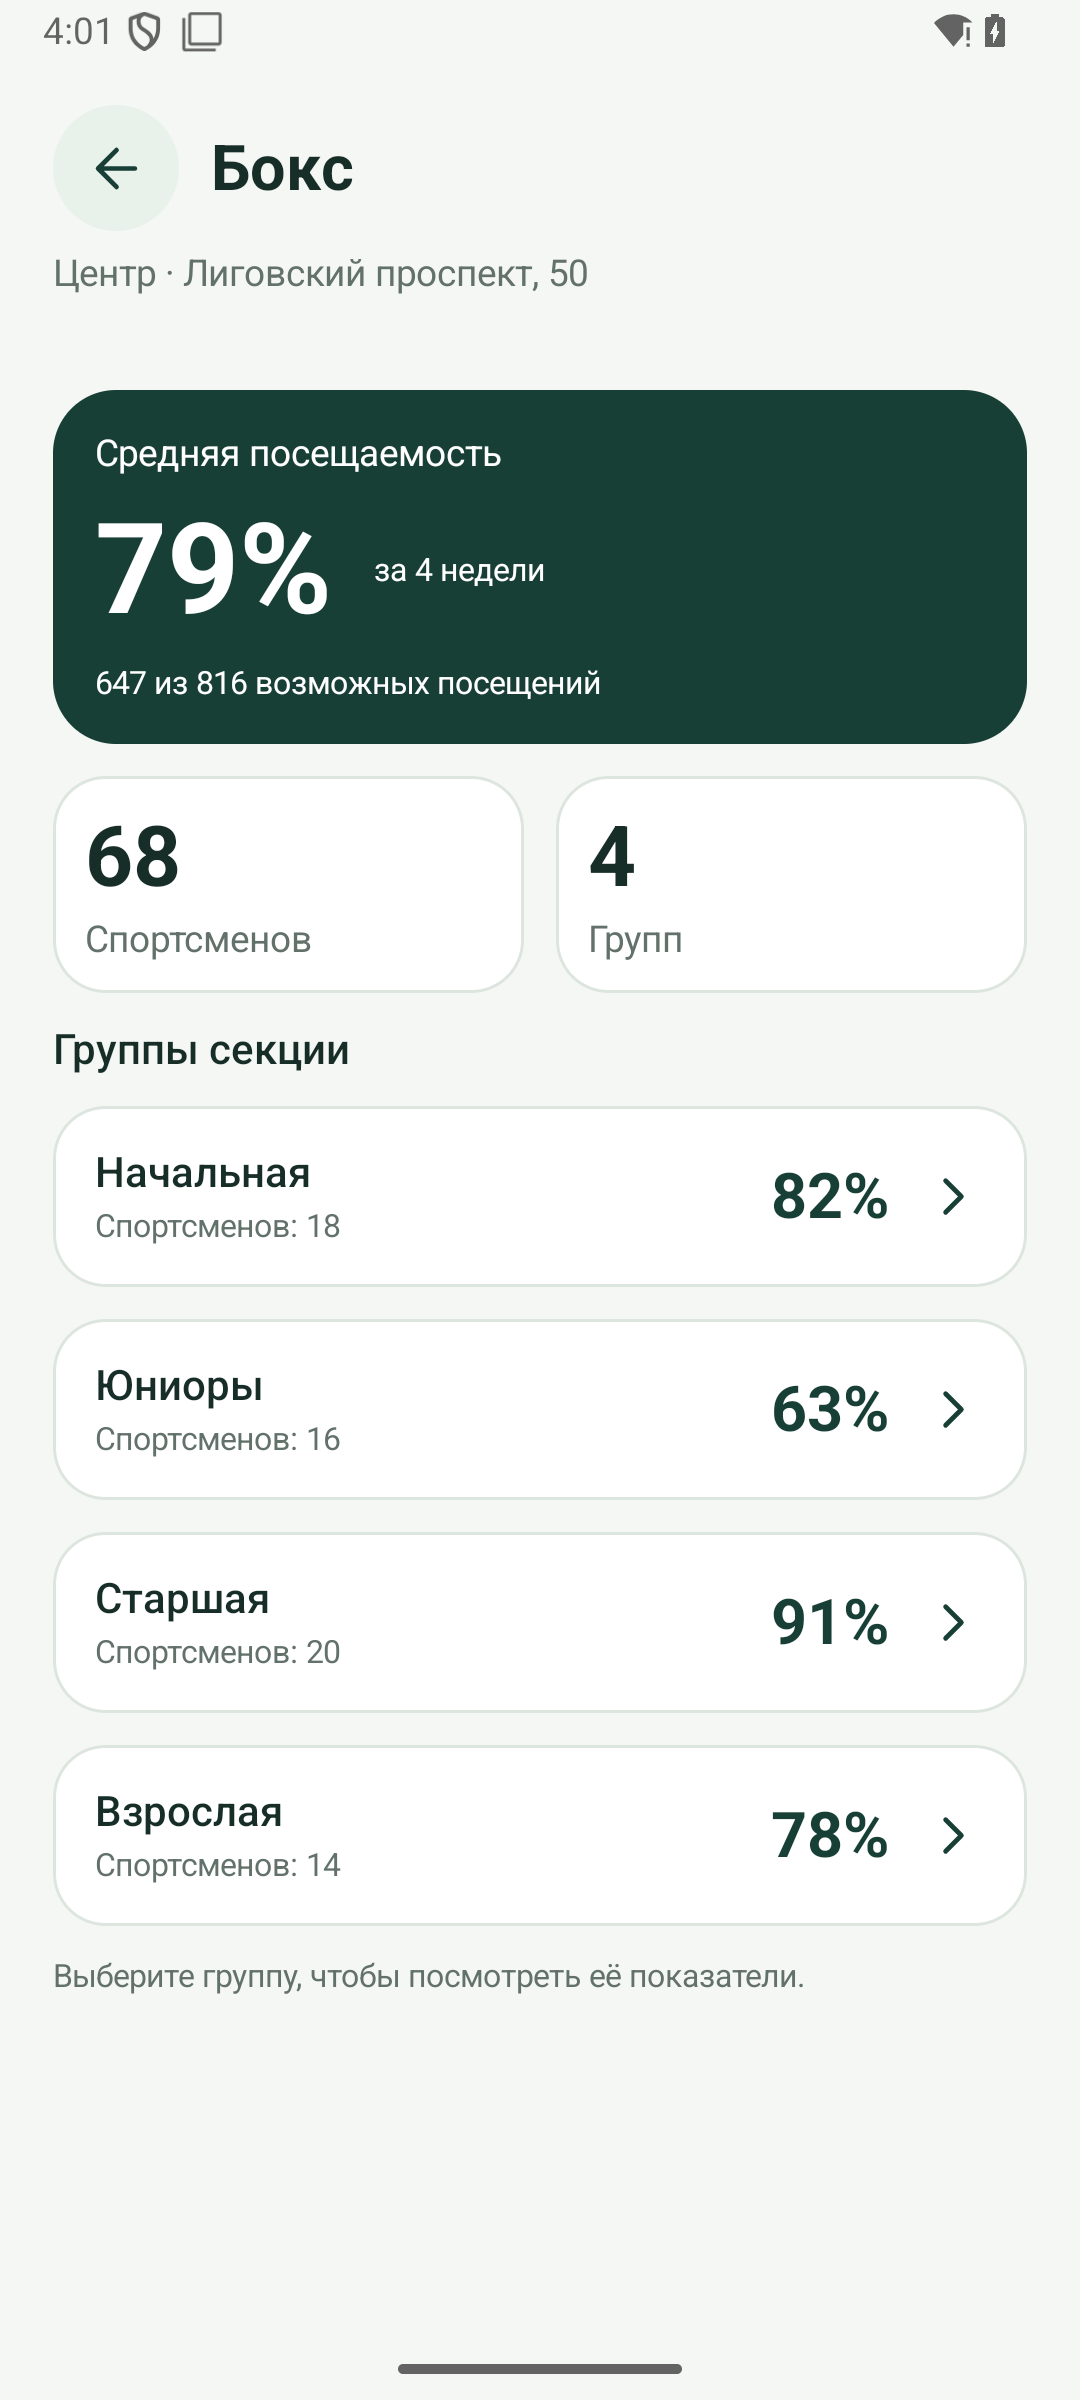 4:01
Бокс
Центр · Лиговский проспект, 50
Средняя посещаемость
79% за 4 недели
647 из 816 возможных посещений
68
Спортсменов
4
Групп
Группы секции
Начальная
Спортсменов: 18
82%
Юниоры
Спортсменов: 16
63%
Старшая
Спортсменов: 20
91%
Взрослая
Спортсменов: 14
78%
Выберите группу, чтобы посмотреть её показатели.